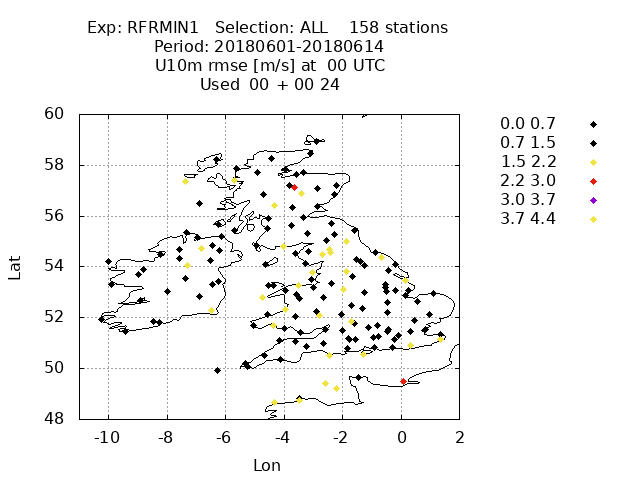 Exp: RFRMIN1 Selection: ALL 158 stations
Period: 20180601-20180614
U10m rmse [m/s] at 00 UTC
Used 00 + 00 24
60
58
56
54
52
50
48
-10 -8 -6 -4 -2 0 2
Lat
Lon
0.0 0.7
0.7 1.5
1.5 2.2
2.2 3.0
3.0 3.7
3.7 4.4